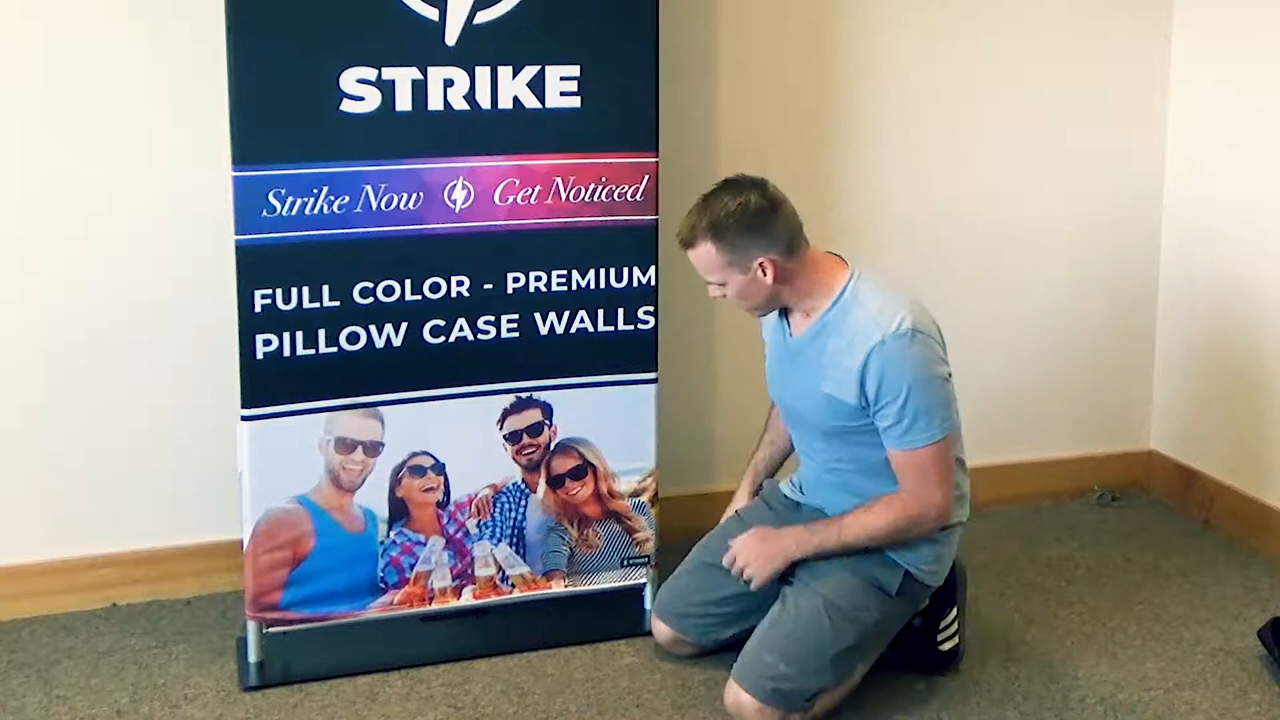 STRIKE
Strike Now Get Noticed
FULL COLOR - PREMIUM
PILLOW CASE WALLS